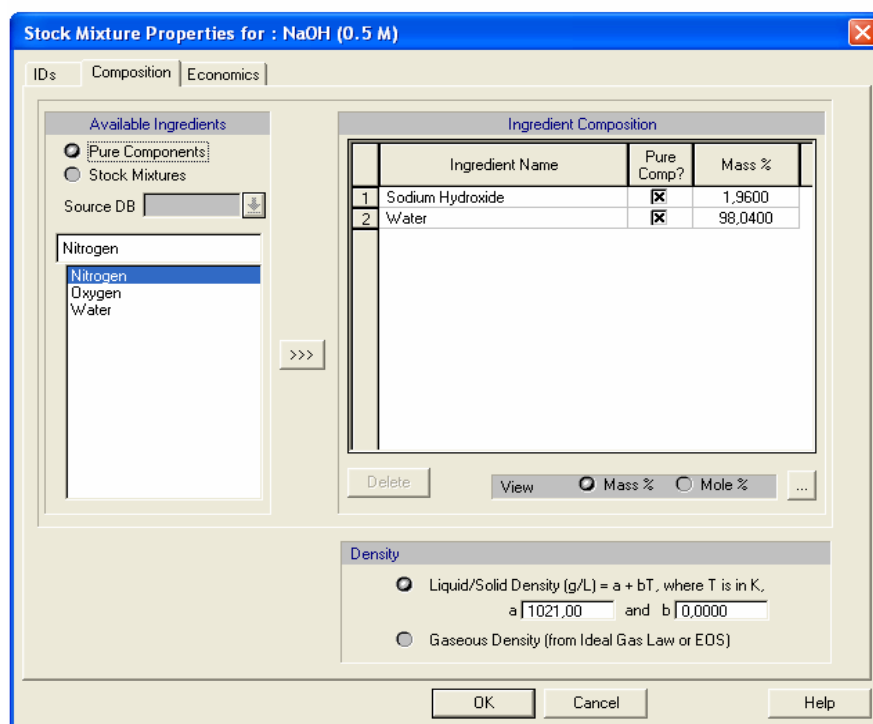 Stock Mixture Properties for : NaOH (0.5 M)
IDs Composition Economics
Available Ingredients
Pure Components
Stock Mixtures
Source DB
Nitrogen
Nitrogen
Oxygen
Water
>>>
Ingredient Composition
Ingredient Name Pure Comp? Mass %
1 Sodium Hydroxide 1,9600
2 Water 98,0400
Delete View Mass % Mole % ...
Density
Liquid/Solid Density (g/L) = a + bT, where T is in K,
a 1021,00 and b 0,0000
Gaseous Density (from Ideal Gas Law or EOS)
OK Cancel Help